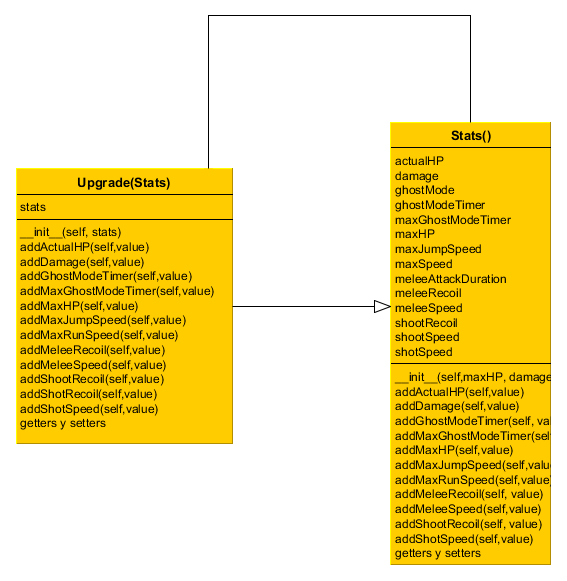 Upgrade(Stats)
stats
__init__(self, stats)
addActualHP(self,value)
addDamage(self,value)
addGhostModeTimer(self,value)
addMaxGhostModeTimer(self,value)
addMaxHP(self,value)
addMaxJumpSpeed(self,value)
addMaxRunSpeed(self,value)
addMeleeRecoil(self,value)
addMeleeSpeed(self,value)
addShootRecoil(self,value)
addShotRecoil(self,value)
addShotSpeed(self,value)
getters y setters
Stats()
actualHP
damage
ghostMode
ghostModeTimer
maxGhostModeTimer
maxHP
maxJumpSpeed
maxSpeed
meleeAttackDuration
meleeRecoil
meleeSpeed
shootRecoil
shootSpeed
shotSpeed
__init__(self,maxHP, damage
addActualHP(self,value)
addDamage(self,value)
addGhostModeTimer(self, va
addMaxGhostModeTimer(sel
addMaxHP(self,value)
addMaxJumpSpeed(self,valu
addMaxRunSpeed(self,value)
addMeleeRecoil(self, value)
addMeleeSpeed(self,value)
addShootRecoil(self, value)
addShotSpeed(self,value)
getters y setters